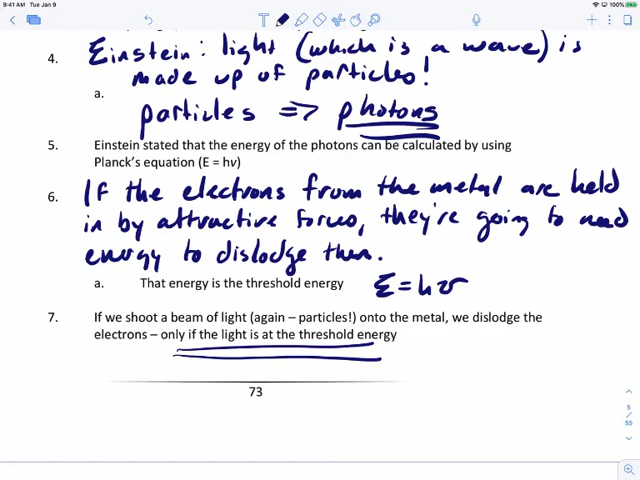 9:41 AM Tue Jan 9
4. Einstein: light (which is a wave) is
made up of particles!
a. particles => photons
5. Einstein stated that the energy of the photons can be calculated by using
Planck's equation (E = hv)
6. If the electrons from the metal are held
in by attractive forces, they're going to need
energy to dislodge them.
a. That energy is the threshold energy E=hv
7. If we shoot a beam of light (again – particles!) onto the metal, we dislodge the
electrons – only if the light is at the threshold energy
73
5
/
55